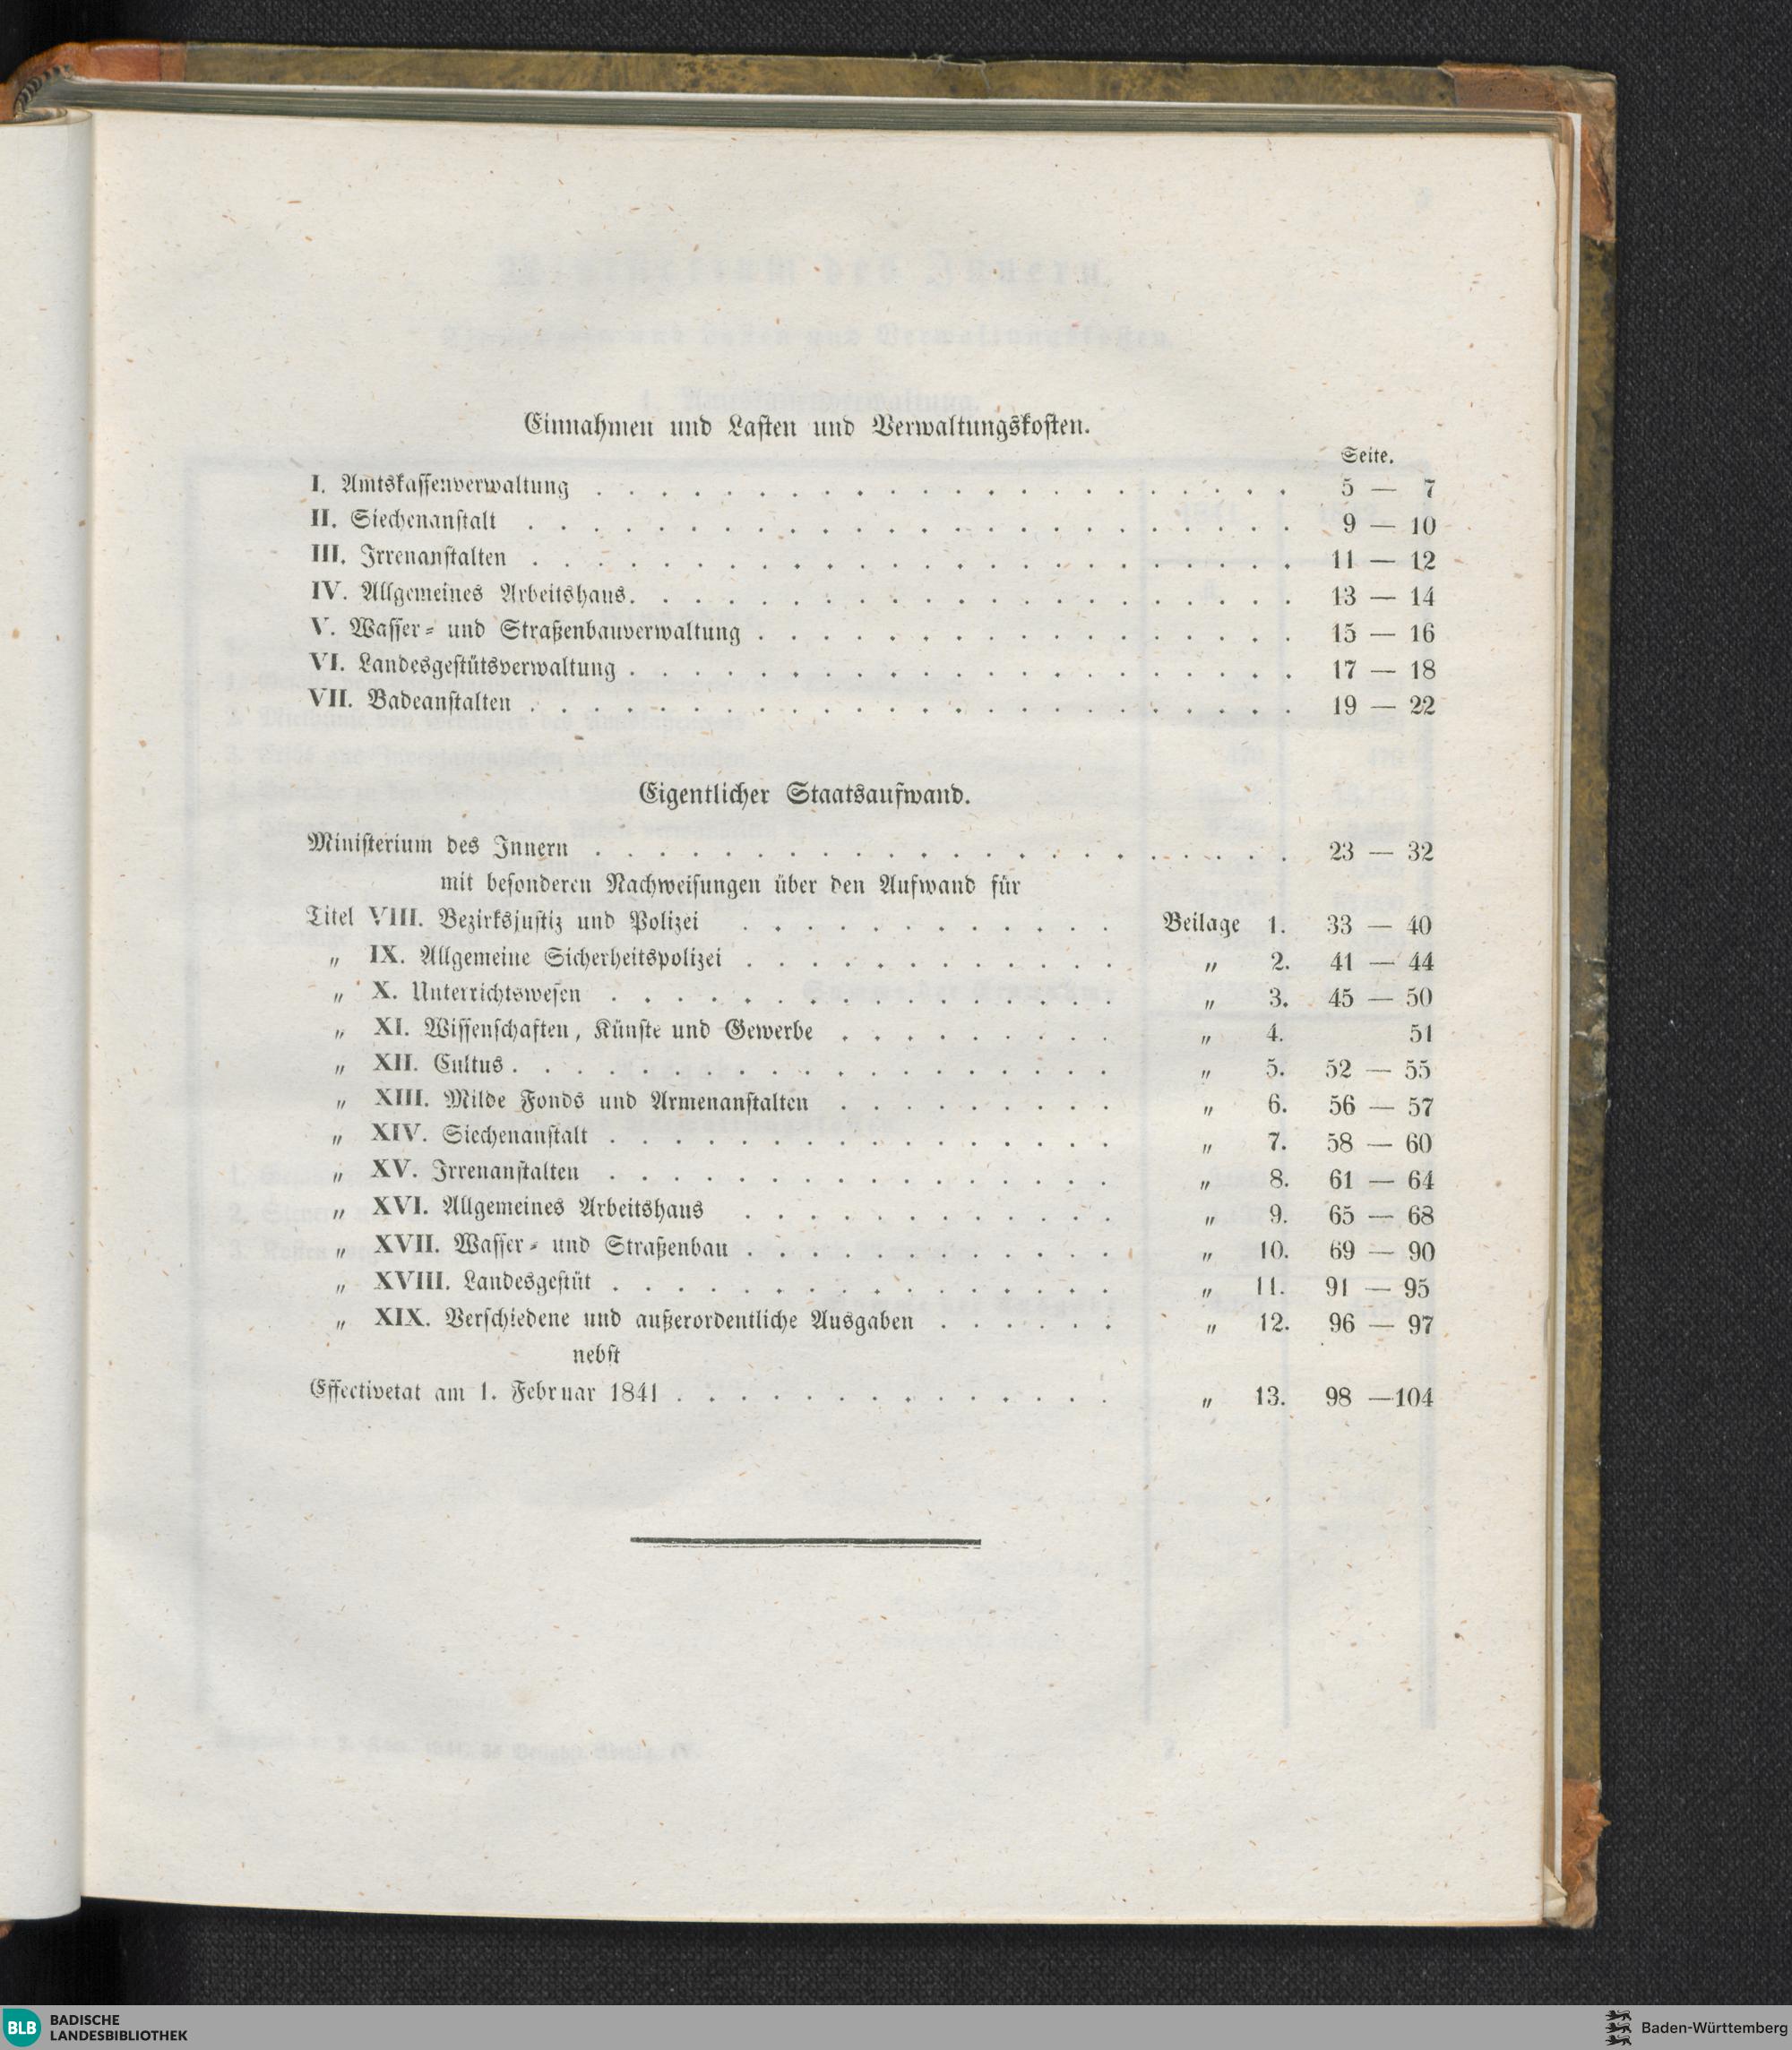 Einnahmen und Lasten und Verwaltungskosten.
Seite.
I. Amtskassenverwaltung . . . . . . . . . . . . . . . . . . . . . . 5 — 7
II. Siechenanstalt . . . . . . . . . . . . . . . . . . . . . . . . 9 — 10
III. Irrenanstalten . . . . . . . . . . . . . . . . . . . . . . . . 11 — 12
IV. Allgemeines Arbeitshaus. . . . . . . . . . . . . . . . . . . . . 13 — 14
V. Wasser- und Straßenbauverwaltung . . . . . . . . . . . . . . . . . 15 — 16
VI. Landesgestütsverwaltung . . . . . . . . . . . . . . . . . . . . . 17 — 18
VII. Badeanstalten . . . . . . . . . . . . . . . . . . . . . . . . 19 — 22
Eigentlicher Staatsaufwand.
Ministerium des Innern . . . . . . . . . . . . . . . . . . . . . . 23 — 32
mit besonderen Nachweisungen über den Aufwand für
Titel VIII. Bezirksjustiz und Polizei . . . . . . . . . . . . Beilage 1. 33 — 40
„ IX. Allgemeine Sicherheitspolizei . . . . . . . . . . . . „ 2. 41 — 44
„ X. Unterrichtswesen . . . . . . . . . . . . . . . . „ 3. 45 — 50
„ XI. Wissenschaften, Künste und Gewerbe . . . . . . . . . „ 4. 51
„ XII. Cultus . . . . . . . . . . . . . . . . . . . „ 5. 52 — 55
„ XIII. Milde Fonds und Armenanstalten . . . . . . . . . „ 6. 56 — 57
„ XIV. Siechenanstalt . . . . . . . . . . . . . . . . „ 7. 58 — 60
„ XV. Irrenanstalten . . . . . . . . . . . . . . . . „ 8. 61 — 64
„ XVI. Allgemeines Arbeitshaus . . . . . . . . . . . . „ 9. 65 — 68
„ XVII. Wasser- und Straßenbau . . . . . . . . . . . . „ 10. 69 — 90
„ XVIII. Landesgestüt . . . . . . . . . . . . . . . . „ 11. 91 — 95
„ XIX. Verschiedene und außerordentliche Ausgaben . . . . . . „ 12. 96 — 97
nebst
Effectivetat am 1. Februar 1841 . . . . . . . . . . . . . . „ 13. 98 —104
BLB BADISCHE
LANDESBIBLIOTHEK
Baden-Württemberg